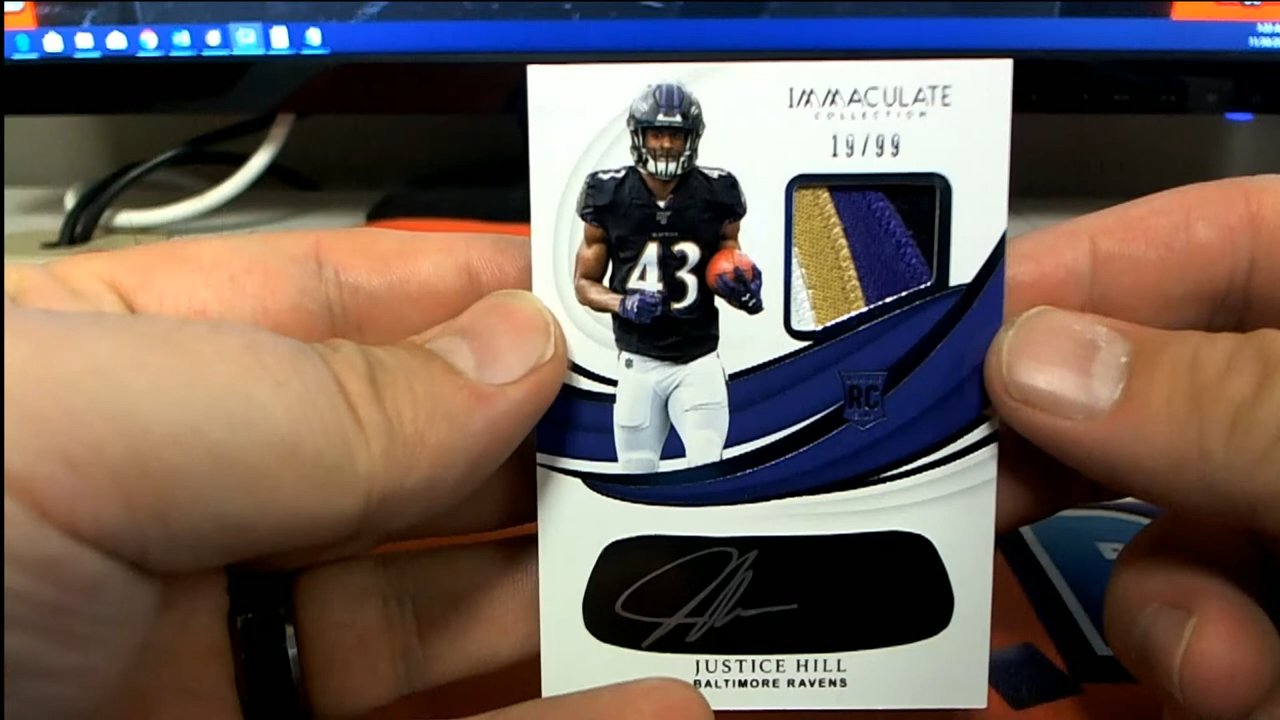 IMMACULATE
COLLECTION
19/99
43
RC
JUSTICE HILL
BALTIMORE RAVENS